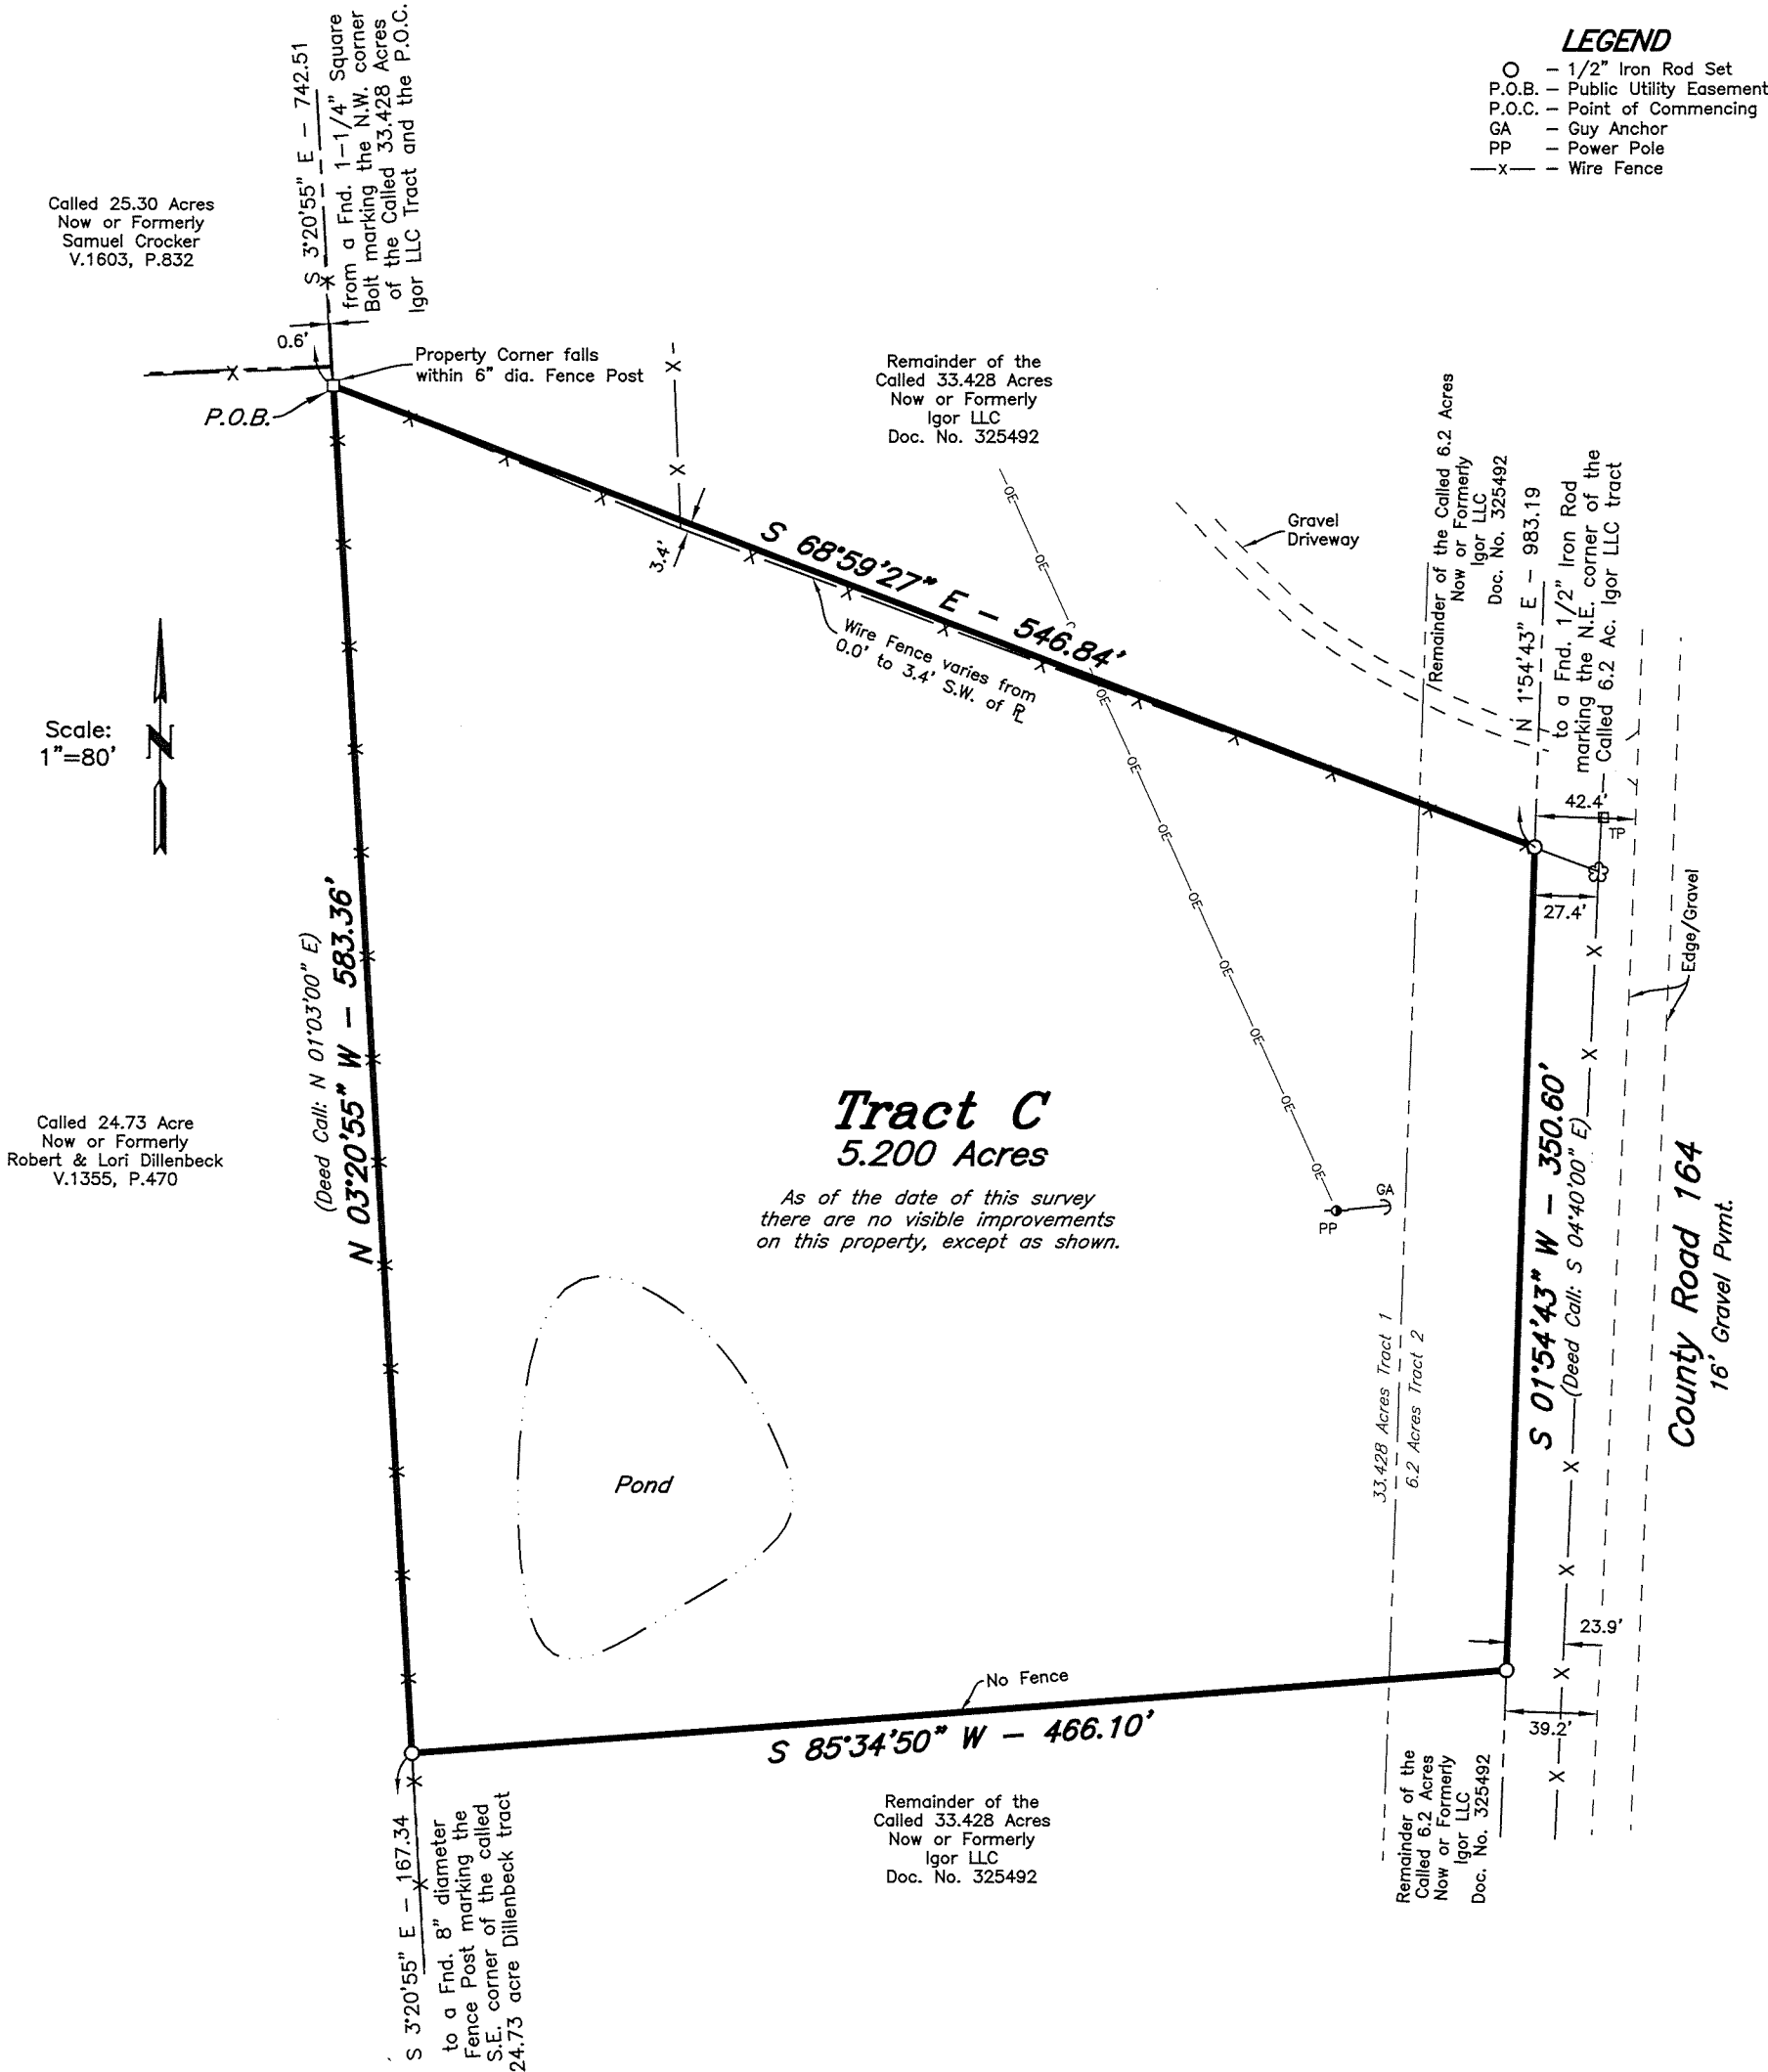 LEGEND
O – 1/2" Iron Rod Set
P.O.B. – Public Utility Easement
P.O.C. – Point of Commencing
GA – Guy Anchor
PP – Power Pole
—x— – Wire Fence
S 3°20'55" E – 742.51
from a Fnd. 1–1/4" Square
Bolt marking the N.W. corner
of the Called 33.428 Acres
Igor LLC Tract and the P.O.C.
Called 25.30 Acres
Now or Formerly
Samuel Crocker
V.1603, P.832
0.6'
Property Corner falls
within 6" dia. Fence Post
P.O.B.
Remainder of the
Called 33.428 Acres
Now or Formerly
Igor LLC
Doc. No. 325492
Gravel
Driveway
Remainder of the Called 6.2 Acres
Now or Formerly
Igor LLC
Doc. No. 325492
N 1°54'43" E – 983.19
to a Fnd. 1/2" Iron Rod
marking the N.E. corner of the
Called 6.2 Ac. Igor LLC tract
S 68°59'27" E – 546.84'
3.4'
Wire Fence varies from
0.0' to 3.4' S.W. of PL
Scale:
1"=80'
N
42.4'
TP
27.4'
Edge/Gravel
(Deed Call: N 01°03'00" E)
N 03°20'55" W – 583.36'
Called 24.73 Acre
Now or Formerly
Robert & Lori Dillenbeck
V.1355, P.470
Tract C
5.200 Acres
As of the date of this survey
there are no visible improvements
on this property, except as shown.
OE
OE
OE
OE
OE
OE
OE
OE
OE
OE
PP
GA
33.428 Acres Tract 1
6.2 Acres Tract 2
S 01°54'43" W – 350.60'
(Deed Call: S 04°40'00" E)
County Road 164
16' Gravel Pvmt.
Pond
23.9'
No Fence
S 85°34'50" W – 466.10'
39.2'
Remainder of the
Called 33.428 Acres
Now or Formerly
Igor LLC
Doc. No. 325492
Remainder of the
Called 6.2 Acres
Now or Formerly
Igor LLC
Doc. No. 325492
S 3°20'55" E – 167.34
to a Fnd. 8" diameter
Fence Post marking the
S.E. corner of the called
24.73 acre Dillenbeck tract